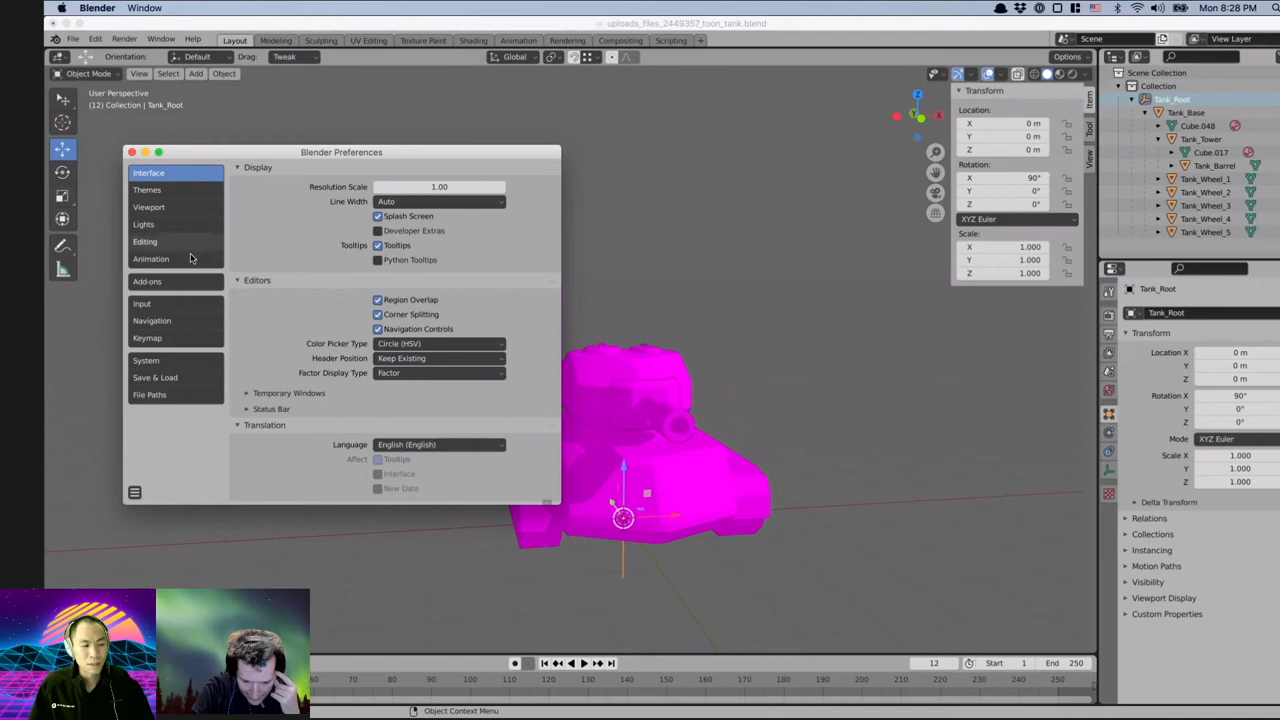 Blender Window Mon 8:28 PM
uploads_files_2449357_toon_tank.blend
File Edit Render Window Help Layout Modeling Sculpting UV Editing Texture Paint Shading Animation Rendering Compositing Scripting + Scene View Layer
Orientation: Default Drag: Tweak Global Options
Object Mode View Select Add Object
User Perspective
(12) Collection | Tank_Root
Blender Preferences
Interface
Themes
Viewport
Lights
Editing
Animation
Add-ons
Input
Navigation
Keymap
System
Save & Load
File Paths
Display
Resolution Scale 1.00
Line Width Auto
Splash Screen
Developer Extras
Tooltips Tooltips
Python Tooltips
Editors
Region Overlap
Corner Splitting
Navigation Controls
Color Picker Type Circle (HSV)
Header Position Keep Existing
Factor Display Type Factor
Temporary Windows
Status Bar
Translation
Language English (English)
Affect Tooltips
Interface
New Data
Z
X
Y
Transform
Location:
X 0 m
Y 0 m
Z 0 m
Rotation:
X 90°
Y 0°
Z 0°
XYZ Euler
Scale:
X 1.000
Y 1.000
Z 1.000
Item
Tool
View
Scene Collection
Collection
Tank_Root
Tank_Base
Cube.048
Tank_Tower
Cube.017
Tank_Barrel
Tank_Wheel_1
Tank_Wheel_2
Tank_Wheel_3
Tank_Wheel_4
Tank_Wheel_5
Tank_Root
Tank_Root
Transform
Location X 0 m
Y 0 m
Z 0 m
Rotation X 90°
Y 0°
Z 0°
Mode XYZ Euler
Scale X 1.000
Y 1.000
Z 1.000
Delta Transform
Relations
Collections
Instancing
Motion Paths
Visibility
Viewport Display
Custom Properties
12 Start 1 End 250
60 70 80 90 100 110 120 130 140 150 160 170 180 190 200 210 220 230 240 250
Object Context Menu